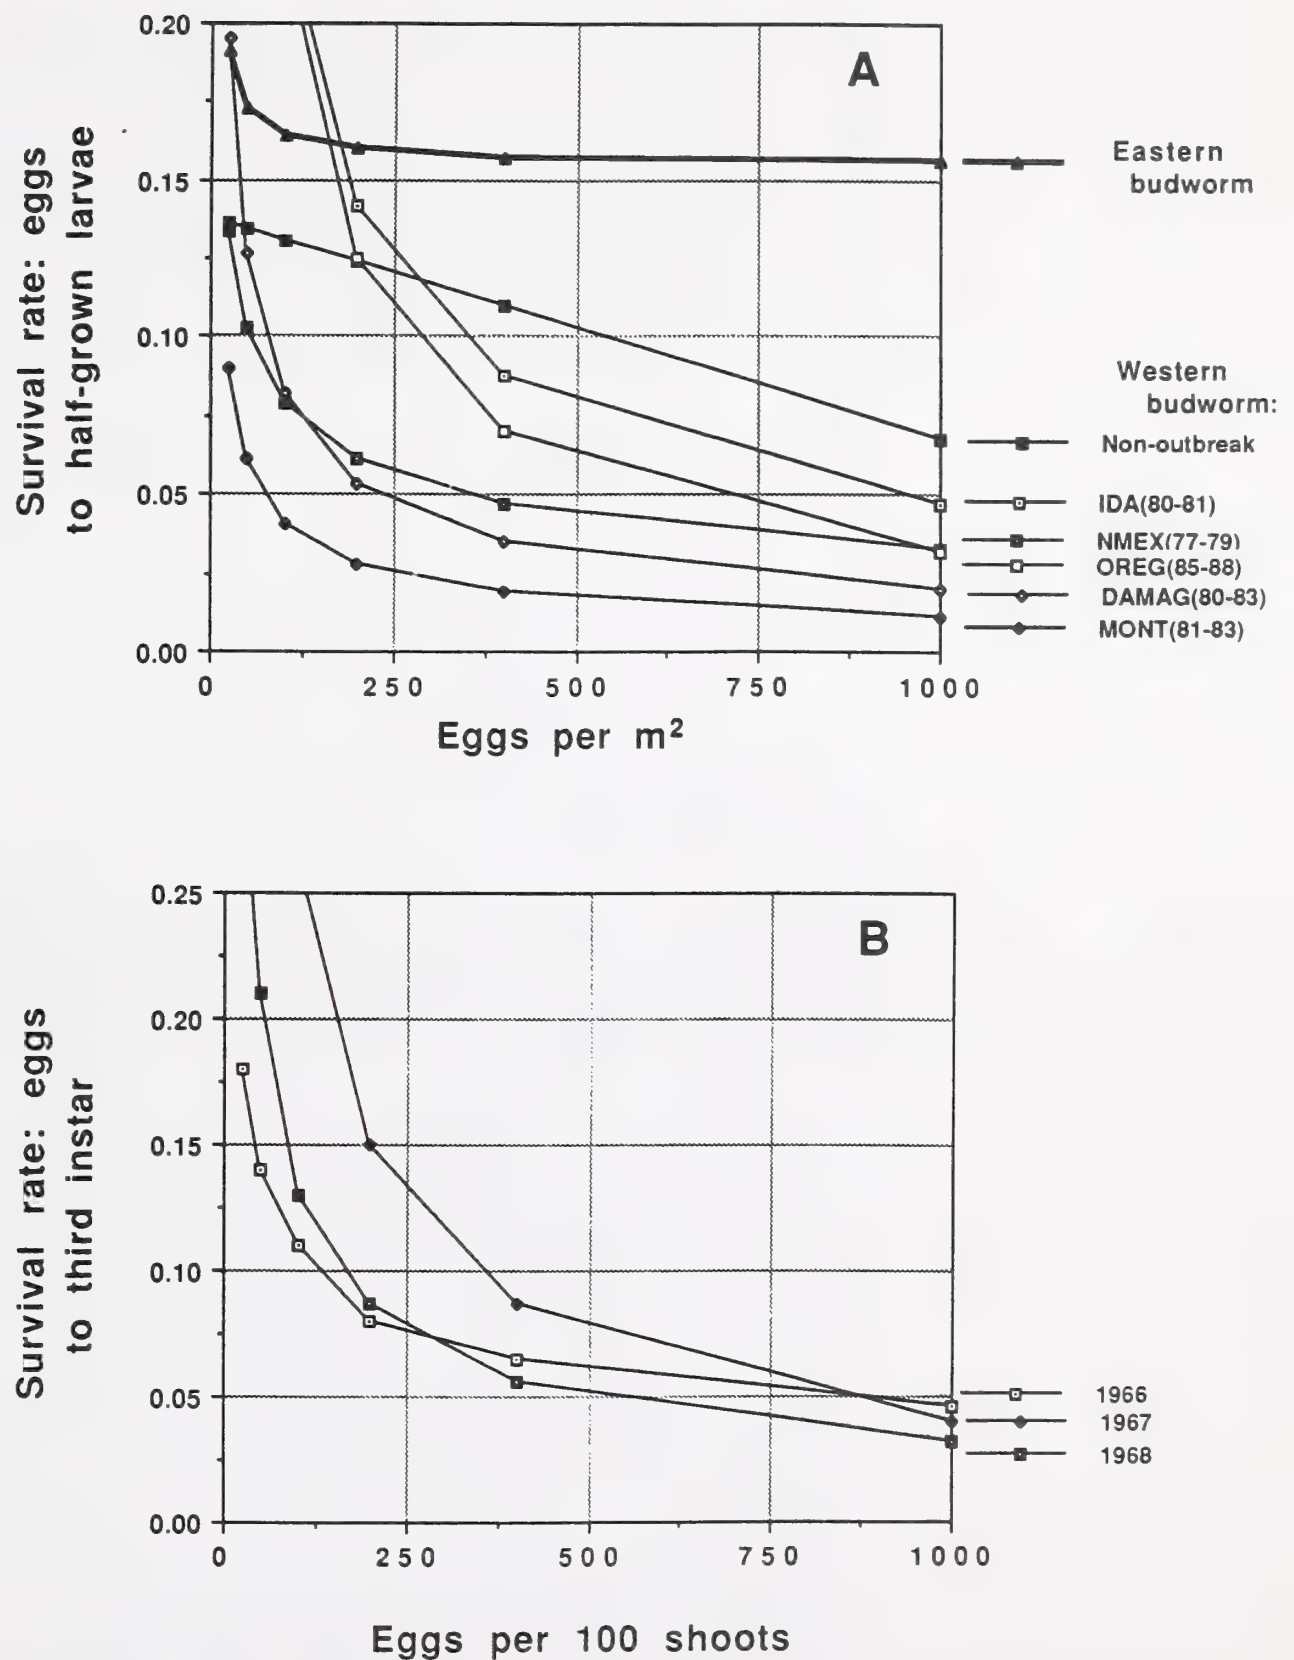 A
Survival rate: eggs
to half-grown larvae
0.20
0.15
0.10
0.05
0.00
0 250 500 750 1000
Eggs per m²
Eastern
budworm
Western
budworm:
Non-outbreak
IDA(80-81)
NMEX(77-79)
OREG(85-88)
DAMAG(80-83)
MONT(81-83)
B
Survival rate: eggs
to third instar
0.25
0.20
0.15
0.10
0.05
0.00
0 250 500 750 1000
Eggs per 100 shoots
1966
1967
1968